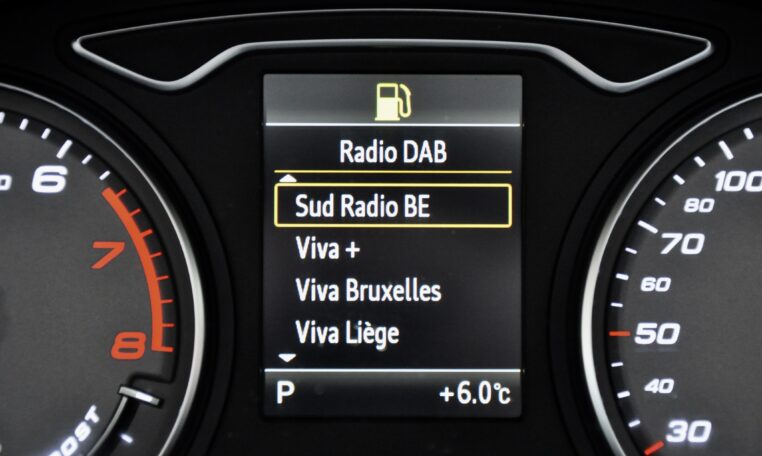 Radio DAB
Sud Radio BE
Viva +
Viva Bruxelles
Viva Liège
P +6.0°C
6
7
8
100
80
70
60
50
40
30